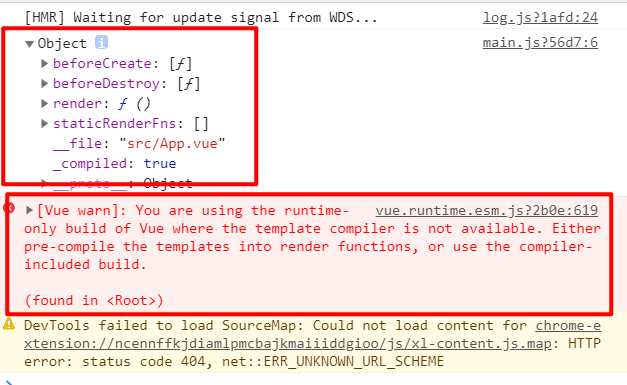 [HMR] Waiting for update signal from WDS... log.js?1afd:24
▼Object i main.js?56d7:6
▶beforeCreate: [ƒ]
▶beforeDestroy: [ƒ]
▶render: ƒ ()
▶staticRenderFns: []
__file: "src/App.vue"
_compiled: true
▶__proto__: Object
▶[Vue warn]: You are using the runtime- vue.runtime.esm.js?2b0e:619
only build of Vue where the template compiler is not available. Either
pre-compile the templates into render functions, or use the compiler-
included build.
(found in <Root>)
DevTools failed to load SourceMap: Could not load content for chrome-e
xtension://ncennffkjdiamlpmcbajkmaiiiddgioo/js/xl-content.js.map: HTTP
error: status code 404, net::ERR_UNKNOWN_URL_SCHEME